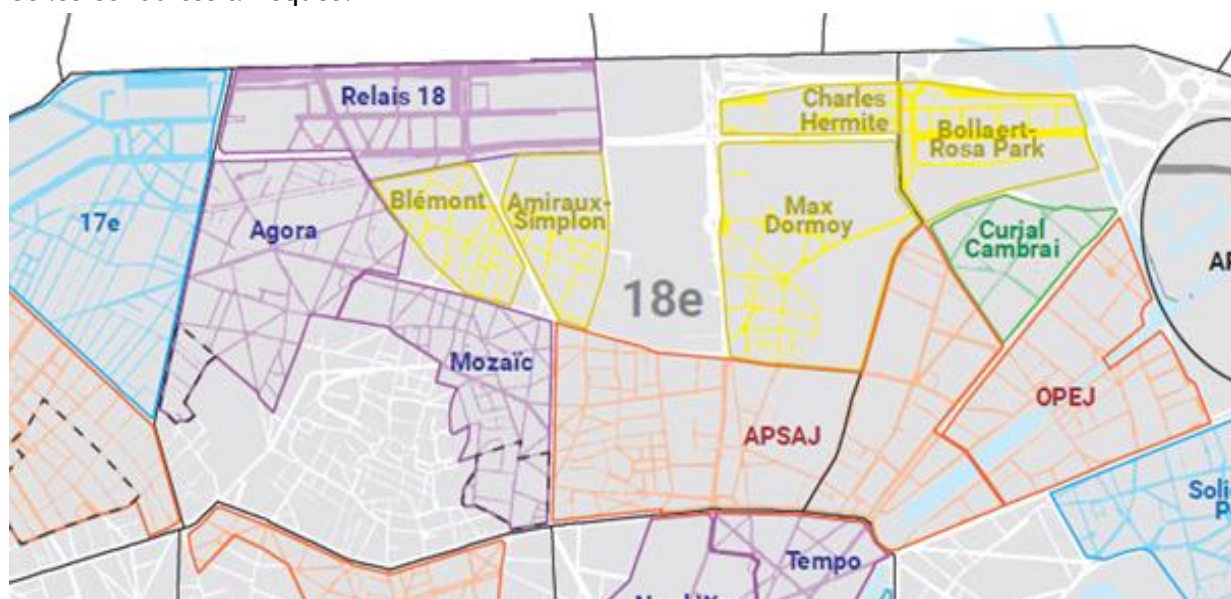 Relais 18
Charles
Hermite
Bollaert-
Rosa Park
Blémont
Amiraux-
Simplon
Max
Dormoy
17e
Agora
Curial
Cambrai
18e
Mozaïc
OPEJ
APSAJ
Tempo